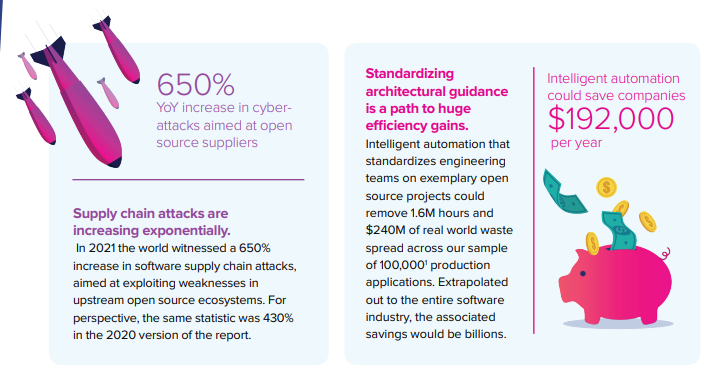 650%
YoY increase in cyber-
attacks aimed at open
source suppliers
Supply chain attacks are
increasing exponentially.
In 2021 the world witnessed a 650%
increase in software supply chain attacks,
aimed at exploiting weaknesses in
upstream open source ecosystems. For
perspective, the same statistic was 430%
in the 2020 version of the report.
Standardizing
architectural guidance
is a path to huge
efficiency gains.
Intelligent automation that
standardizes engineering
teams on exemplary open
source projects could
remove 1.6M hours and
$240M of real world waste
spread across our sample
of 100,000¹ production
applications. Extrapolated
out to the entire software
industry, the associated
savings would be billions.
Intelligent automation
could save companies
$192,000
per year
$